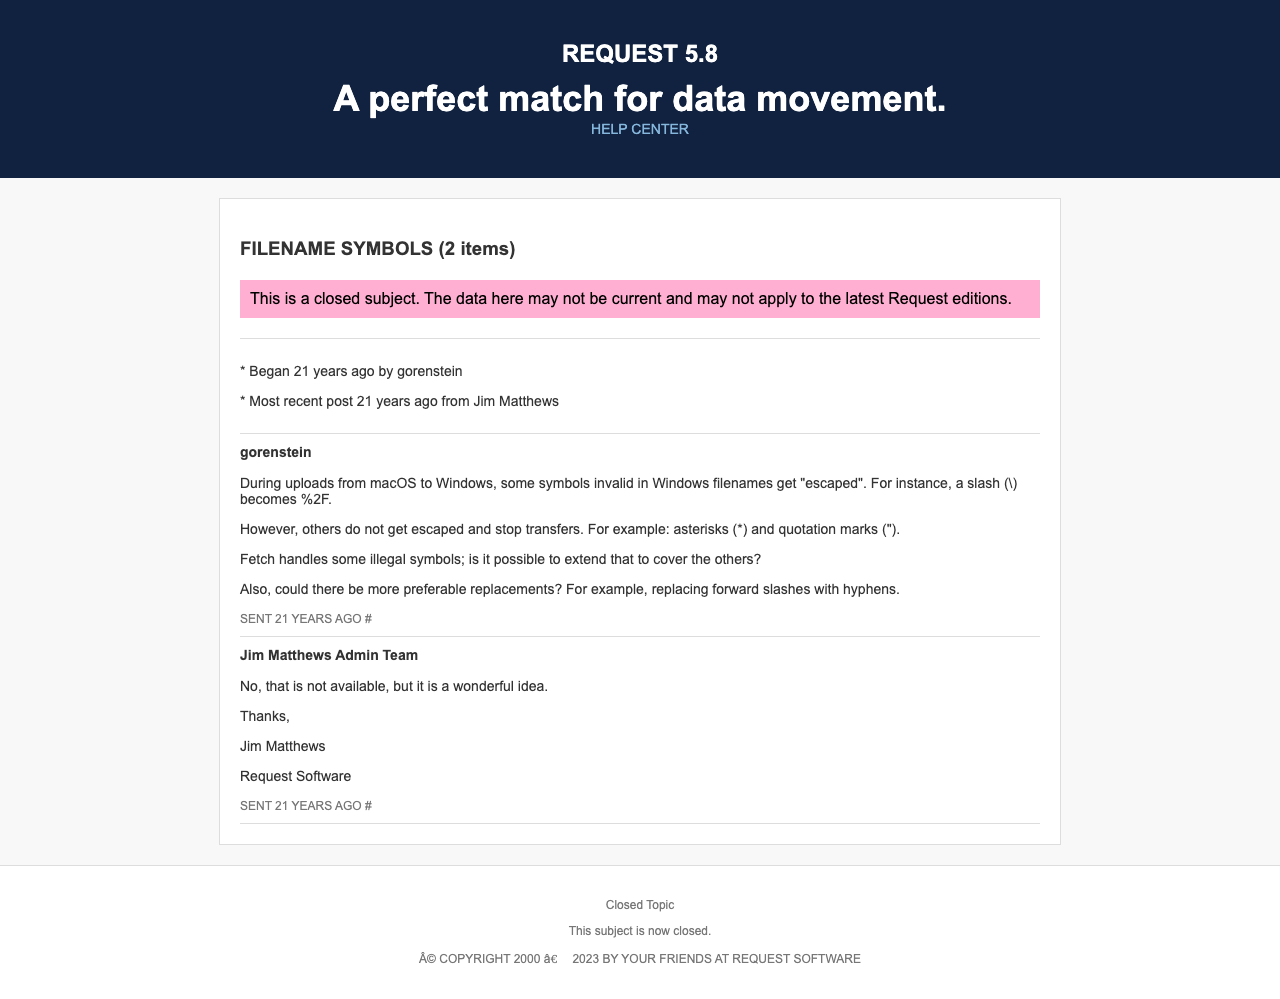 REQUEST 5.8
A perfect match for data movement.
HELP CENTER
FILENAME SYMBOLS (2 items)
This is a closed subject. The data here may not be current and may not apply to the latest Request editions.
* Began 21 years ago by gorenstein
* Most recent post 21 years ago from Jim Matthews
gorenstein
During uploads from macOS to Windows, some symbols invalid in Windows filenames get "escaped". For instance, a slash (\)
becomes %2F.
However, others do not get escaped and stop transfers. For example: asterisks (*) and quotation marks (").
Fetch handles some illegal symbols; is it possible to extend that to cover the others?
Also, could there be more preferable replacements? For example, replacing forward slashes with hyphens.
SENT 21 YEARS AGO #
Jim Matthews Admin Team
No, that is not available, but it is a wonderful idea.
Thanks,
Jim Matthews
Request Software
SENT 21 YEARS AGO #
Closed Topic
This subject is now closed.
Â© COPYRIGHT 2000 â€ 2023 BY YOUR FRIENDS AT REQUEST SOFTWARE